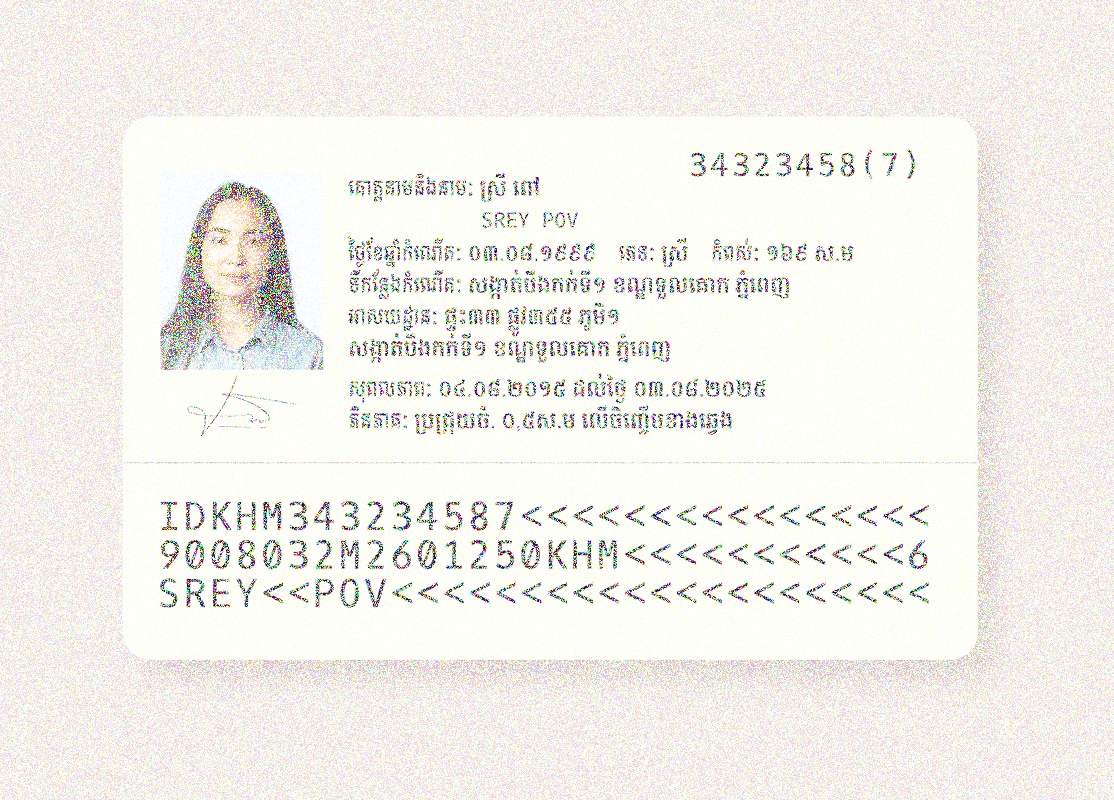 34323458(7)
គោត្តនាមនិងនាម: ស្រី ពៅ
SREY POV
ថ្ងៃខែឆ្នាំកំណើត: ០៣.០៨.១៩៩៩ ភេទ: ស្រី កំពស់: ១៦៩ ស.ម
ទីកន្លែងកំណើត: សង្កាត់បឹងកក់ទី១ ខណ្ឌទួលគោក ភ្នំពេញ
អាសយដ្ឋាន: ផ្ទះ៣៣ ផ្លូវ៣៥៥ ភូមិ១
សង្កាត់បឹងកក់ទី១ ខណ្ឌទួលគោក ភ្នំពេញ
សុពលភាព: ០៤.០៨.២០១៥ ដល់ថ្ងៃ ០៣.០៨.២០២៥
ភិនភាគ: ប្រជ្រុយចំ. ០,៥ស.ម លើចិញ្ចើមខាងឆ្វេង
IDKHM343234587<<<<<<<<<<<<<<<<
9008032M2601250KHM<<<<<<<<<<<6
SREY<<POV<<<<<<<<<<<<<<<<<<<<<